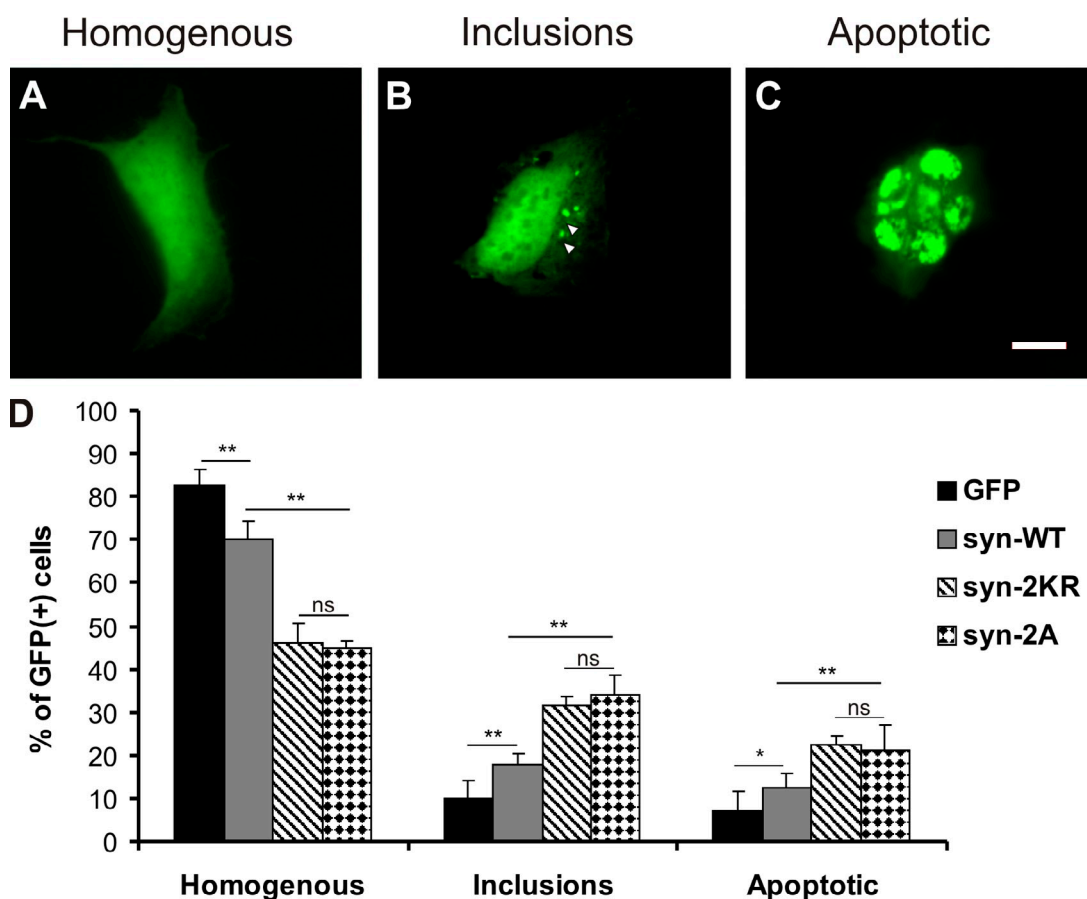 Homogenous Inclusions Apoptotic
A B C
D
% of GFP(+) cells
100
90
80
70
60
50
40
30
20
10
0
** ** ns
** ** ns
* ** ns
GFP
syn-WT
syn-2KR
syn-2A
Homogenous Inclusions Apoptotic